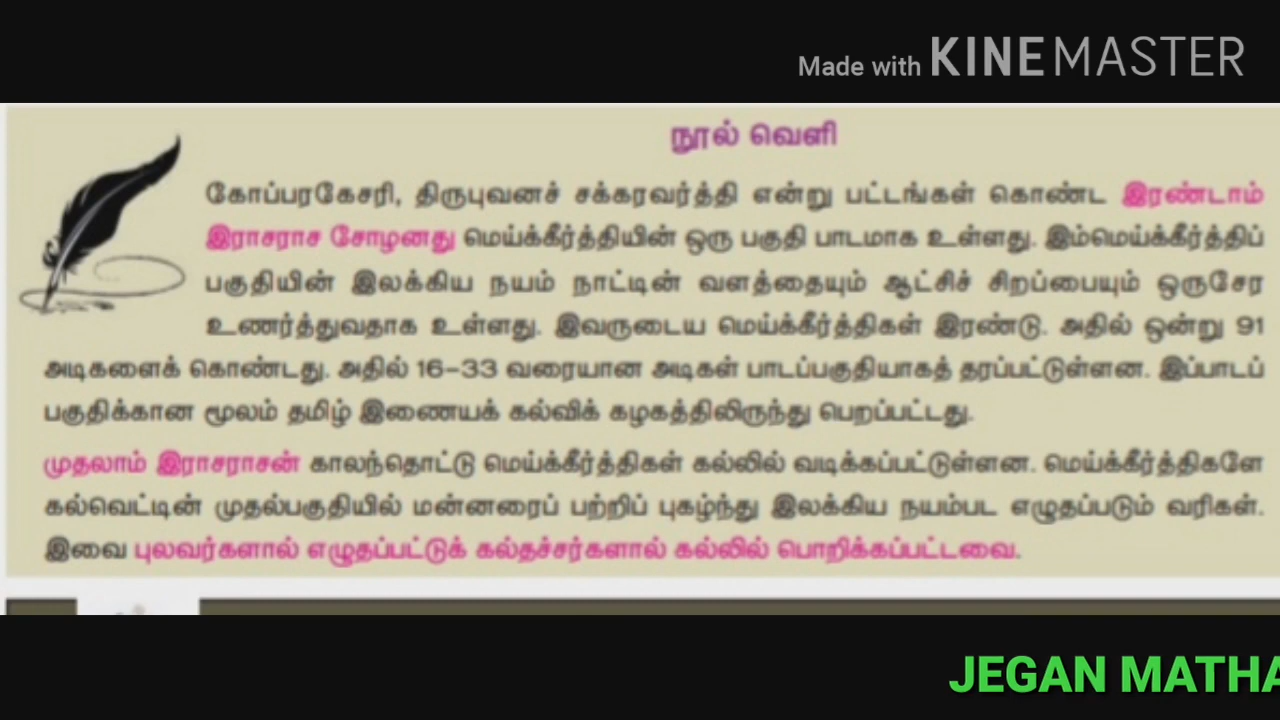 Made with KINEMASTER
நூல் வெளி
கோப்பரகேசரி, திருபுவனச் சக்கரவர்த்தி என்று பட்டங்கள் கொண்ட இரண்டாம்
இராசராச சோழனது மெய்க்கீர்த்தியின் ஒரு பகுதி பாடமாக உள்ளது. இம்மெய்க்கீர்த்திப்
பகுதியின் இலக்கிய நயம் நாட்டின் வளத்தையும் ஆட்சிச் சிறப்பையும் ஒருசேர
உணர்த்துவதாக உள்ளது. இவருடைய மெய்க்கீர்த்திகள் இரண்டு. அதில் ஒன்று 91
அடிகளைக் கொண்டது. அதில் 16–33 வரையான அடிகள் பாடப்பகுதியாகத் தரப்பட்டுள்ளன. இப்பாடப்
பகுதிக்கான மூலம் தமிழ் இணையக் கல்விக் கழகத்திலிருந்து பெறப்பட்டது.
முதலாம் இராசராசன் காலந்தொட்டு மெய்க்கீர்த்திகள் கல்லில் வடிக்கப்பட்டுள்ளன. மெய்க்கீர்த்திகளே
கல்வெட்டின் முதல்பகுதியில் மன்னரைப் பற்றிப் புகழ்ந்து இலக்கிய நயம்பட எழுதப்படும் வரிகள்.
இவை புலவர்களால் எழுதப்பட்டுக் கல்தச்சர்களால் கல்லில் பொறிக்கப்பட்டவை.
JEGAN MATHA